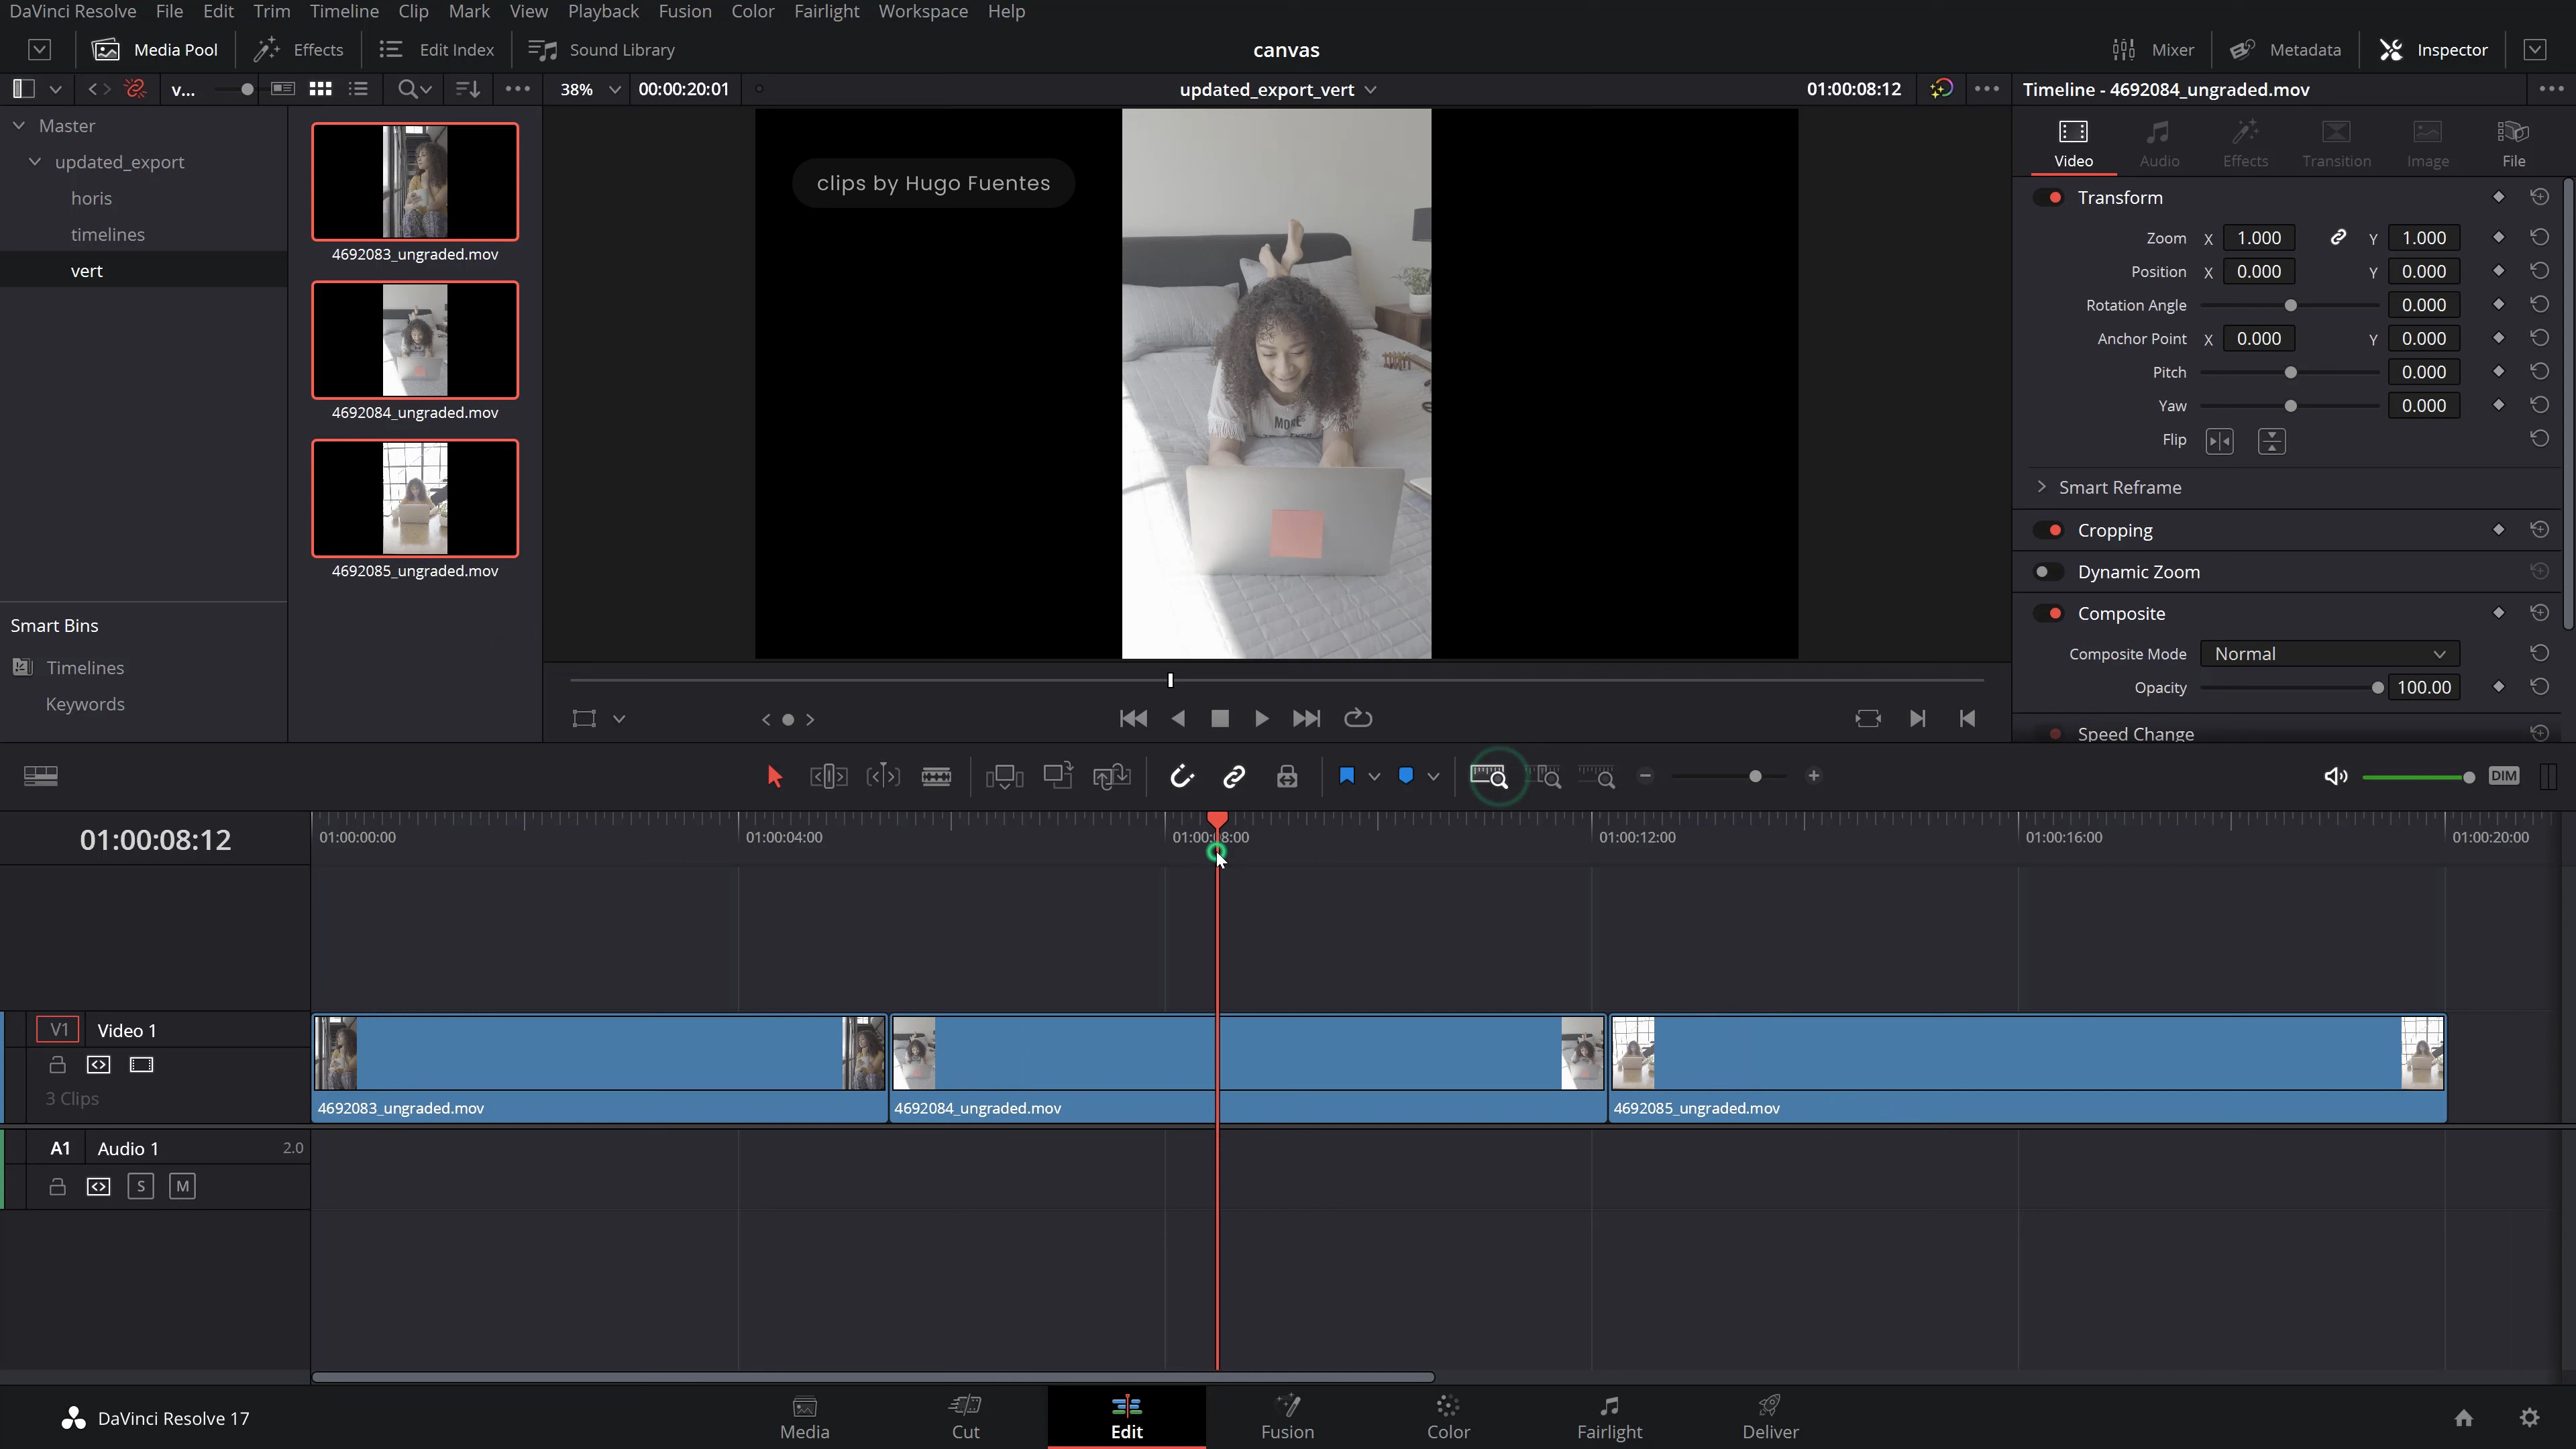 DaVinci Resolve File Edit Trim Timeline Clip Mark View Playback Fusion Color Fairlight Workspace Help
Media Pool Effects Edit Index Sound Library canvas Mixer Metadata Inspector
v... 38% 00:00:20:01 updated_export_vert 01:00:08:12 Timeline - 4692084_ungraded.mov
Master
updated_export
horis
timelines
vert
4692083_ungraded.mov
4692084_ungraded.mov
4692085_ungraded.mov
Smart Bins
Timelines
Keywords
clips by Hugo Fuentes
MORE
Video Audio Effects Transition Image File
Transform
Zoom X 1.000 Y 1.000
Position X 0.000 Y 0.000
Rotation Angle 0.000
Anchor Point X 0.000 Y 0.000
Pitch 0.000
Yaw 0.000
Flip
Smart Reframe
Cropping
Dynamic Zoom
Composite
Composite Mode Normal
Opacity 100.00
Speed Change
DIM
01:00:08:12 01:00:00:00 01:00:04:00 01:00:08:00 01:00:12:00 01:00:16:00 01:00:20:00
V1 Video 1
3 Clips
4692083_ungraded.mov 4692084_ungraded.mov 4692085_ungraded.mov
A1 Audio 1 2.0
S M
DaVinci Resolve 17 Media Cut Edit Fusion Color Fairlight Deliver